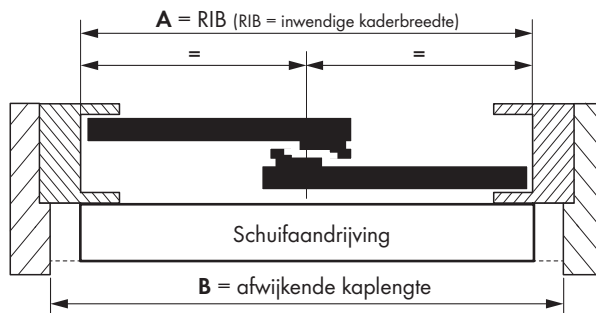 A = RIB (RIB = inwendige kaderbreedte)
= =
Schuifaandrijving
B = afwijkende kaplengte